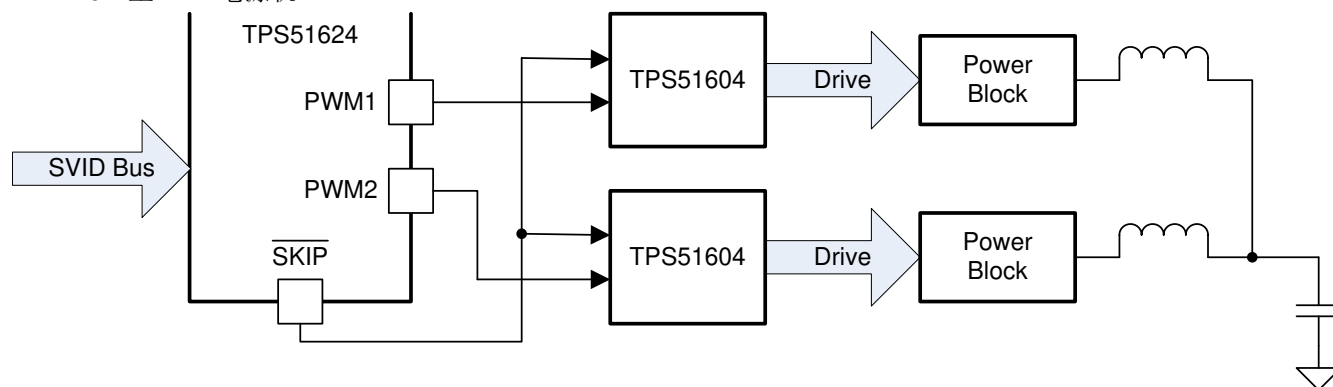 TPS51624
PWM1
PWM2
SKIP
SVID Bus
TPS51604
Drive
Power
Block
TPS51604
Drive
Power
Block